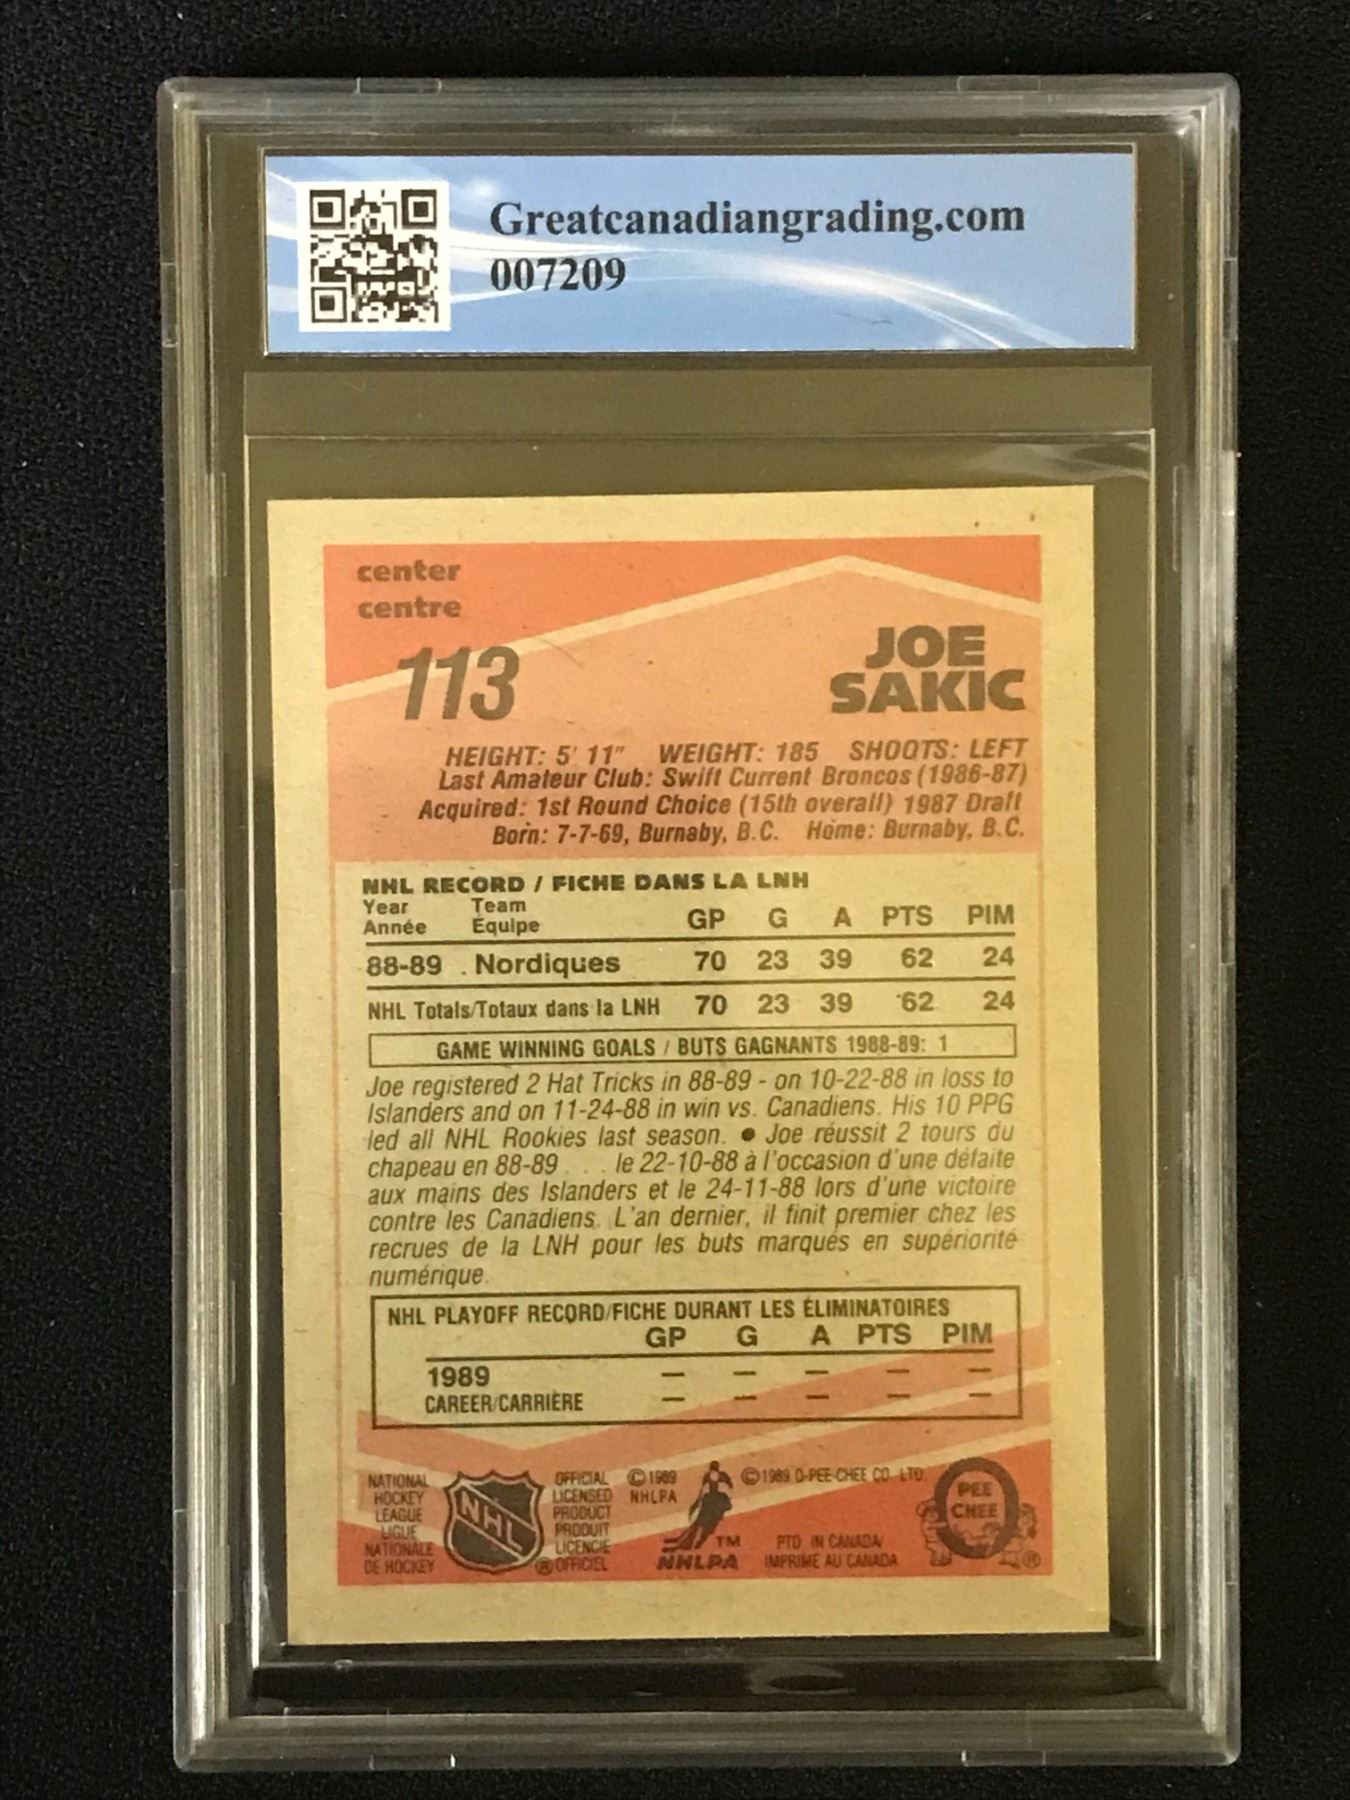 Greatcanadiangrading.com
007209
center
centre
113
JOE
SAKIC
HEIGHT: 5' 11" WEIGHT: 185 SHOOTS: LEFT
Last Amateur Club: Swift Current Broncos (1986-87)
Acquired: 1st Round Choice (15th overall) 1987 Draft
Born: 7-7-69, Burnaby, B.C. Home: Burnaby, B.C.
NHL RECORD / FICHE DANS LA LNH
Year Team
Année Équipe GP G A PTS PIM
88-89 . Nordiques 70 23 39 62 24
NHL Totals/Totaux dans la LNH 70 23 39 62 24
GAME WINNING GOALS / BUTS GAGNANTS 1988-89: 1
Joe registered 2 Hat Tricks in 88-89 - on 10-22-88 in loss to
Islanders and on 11-24-88 in win vs. Canadiens. His 10 PPG
led all NHL Rookies last season. • Joe réussit 2 tours du
chapeau en 88-89 . . . le 22-10-88 à l'occasion d'une défaite
aux mains des Islanders et le 24-11-88 lors d'une victoire
contre les Canadiens. L'an dernier, il finit premier chez les
recrues de la LNH pour les buts marqués en supériorité
numérique.
NHL PLAYOFF RECORD/FICHE DURANT LES ÉLIMINATOIRES
GP G A PTS PIM
1989 — — — — —
CAREER/CARRIÈRE — — — — —
NATIONAL
HOCKEY
LEAGUE
LIGUE
NATIONALE
DE HOCKEY
NHL
®
OFFICIAL
LICENSED
PRODUCT
PRODUIT
LICENCIÉ
OFFICIEL
© 1989
NHLPA
TM
NHLPA
© 1989 O-PEE-CHEE CO. LTD.
PTD. IN CANADA/
IMPRIMÉ AU CANADA
O
PEE
CHEE
®